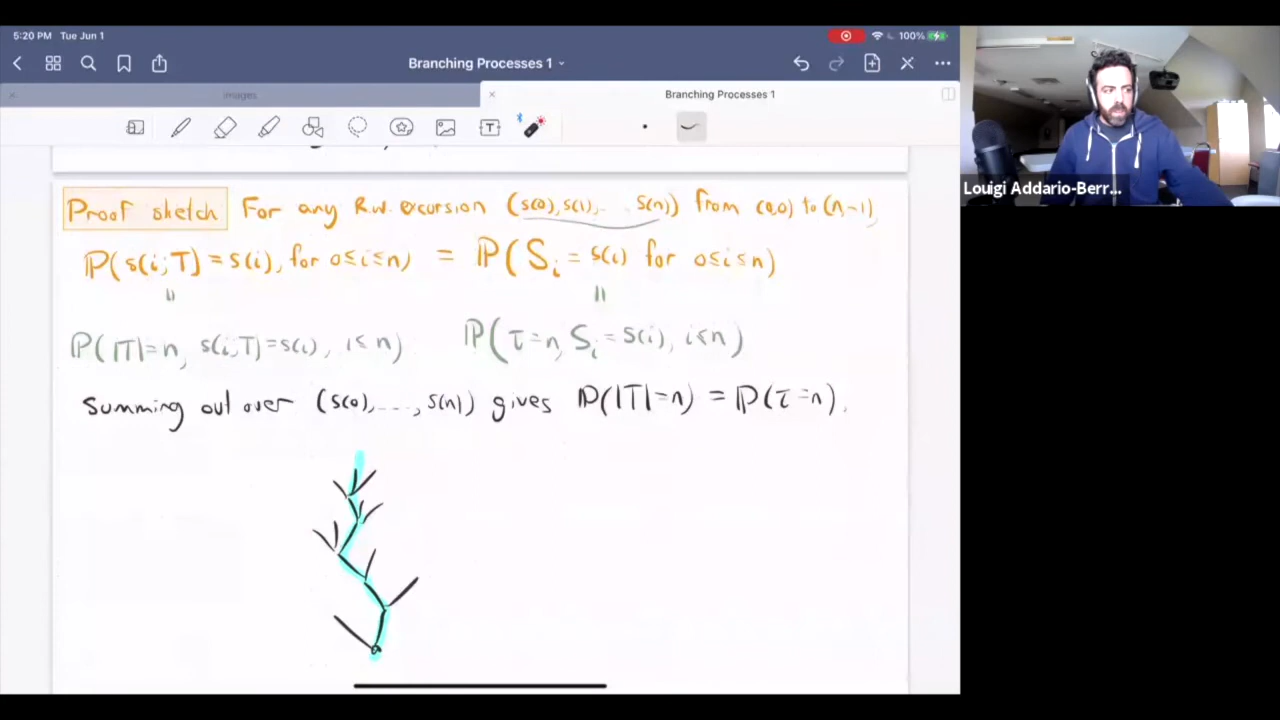 5:20 PM Tue Jun 1
100%
Branching Processes 1
images
Branching Processes 1
Louigi Addario-Berr...
Proof sketch For any R.W. excursion (s(0), s(1), ... s(n)) from (0,0) to (n,-1),
P(s(i;T) = s(i), for 0≤i≤n) = P(S_i = s(i) for 0≤i≤n)
|| ||
P(|T|=n, s(i;T)=s(i), i≤n) P(τ=n, S_i = s(i), i≤n)
Summing out over (s(0), ..., s(n)) gives P(|T|=n) = P(τ=n).